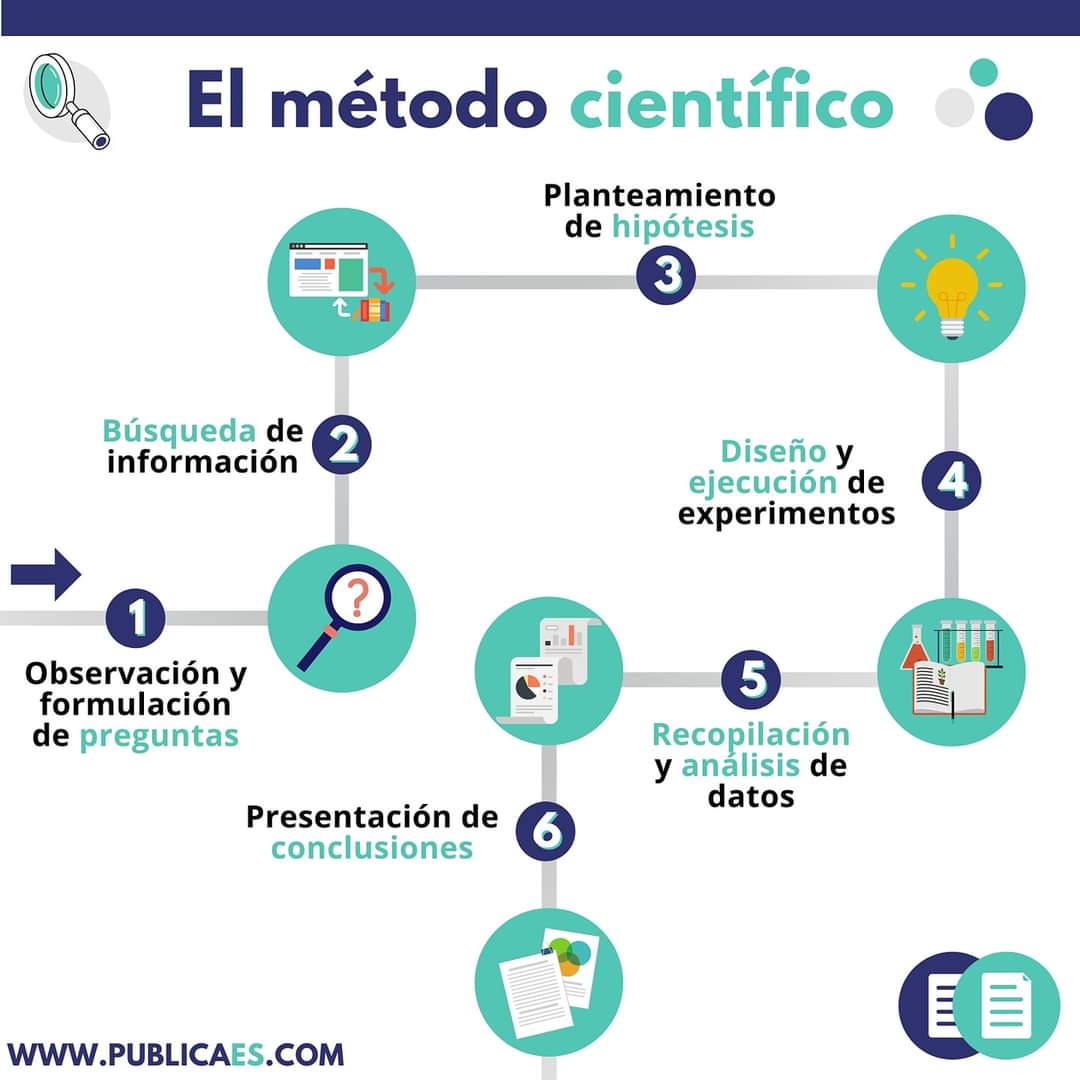 El método científico
1
Observación y
formulación
de preguntas
?
2
Búsqueda de
información
3
Planteamiento
de hipótesis
4
Diseño y
ejecución de
experimentos
5
Recopilación
y análisis de
datos
6
Presentación de
conclusiones
WWW.PUBLICAES.COM